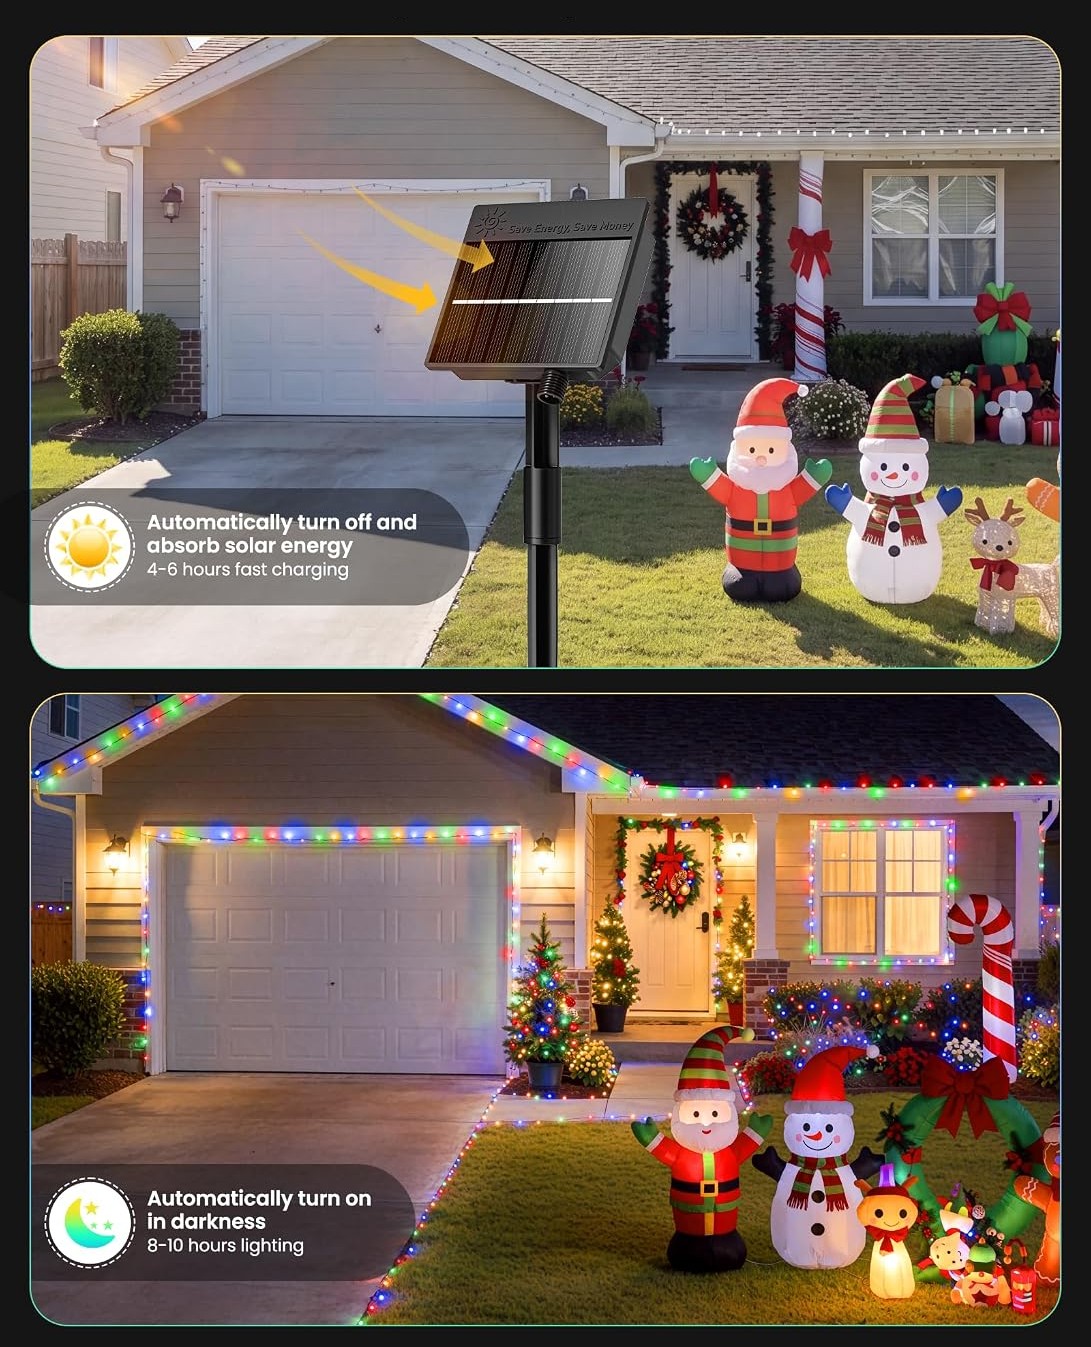 Save Energy, Save Money
Automatically turn off and
absorb solar energy
4-6 hours fast charging
Automatically turn on
in darkness
8-10 hours lighting